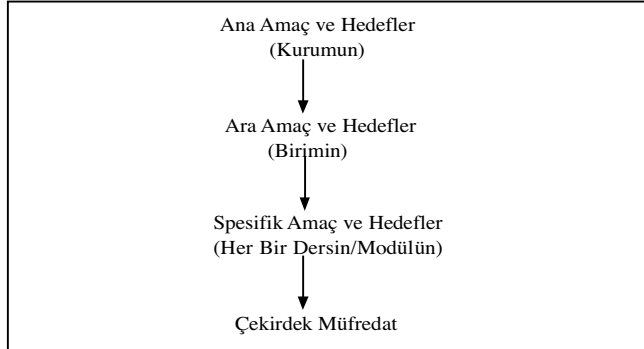 Ana Amaç ve Hedefler
(Kurumun)
Ara Amaç ve Hedefler
(Birimin)
Spesifik Amaç ve Hedefler
(Her Bir Dersin/Modülün)
Çekirdek Müfredat